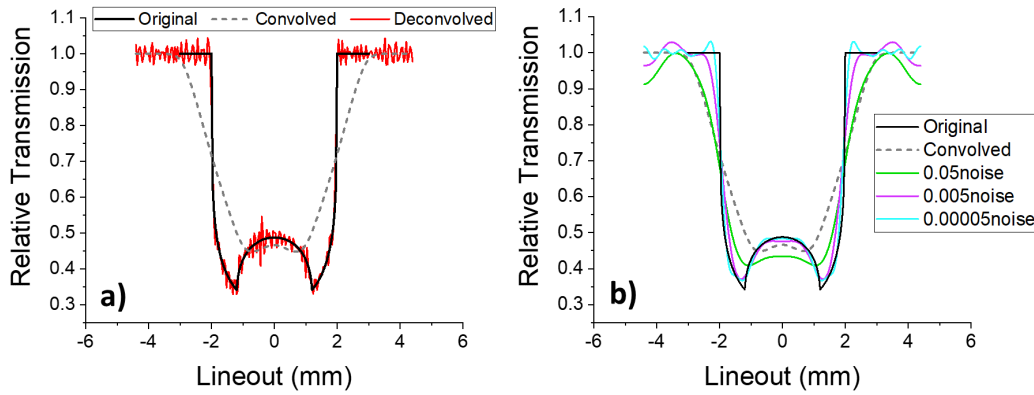 Original Convolved Deconvolved
1.1
1.0
0.9
0.8
0.7
0.6
0.5
0.4
0.3
Relative Transmission
a)
-6 -4 -2 0 2 4 6
Lineout (mm)
1.1
1.0
0.9
0.8
0.7
0.6
0.5
0.4
0.3
Relative Transmission
b)
-6 -4 -2 0 2 4 6
Lineout (mm)
Original
Convolved
0.05noise
0.005noise
0.00005noise